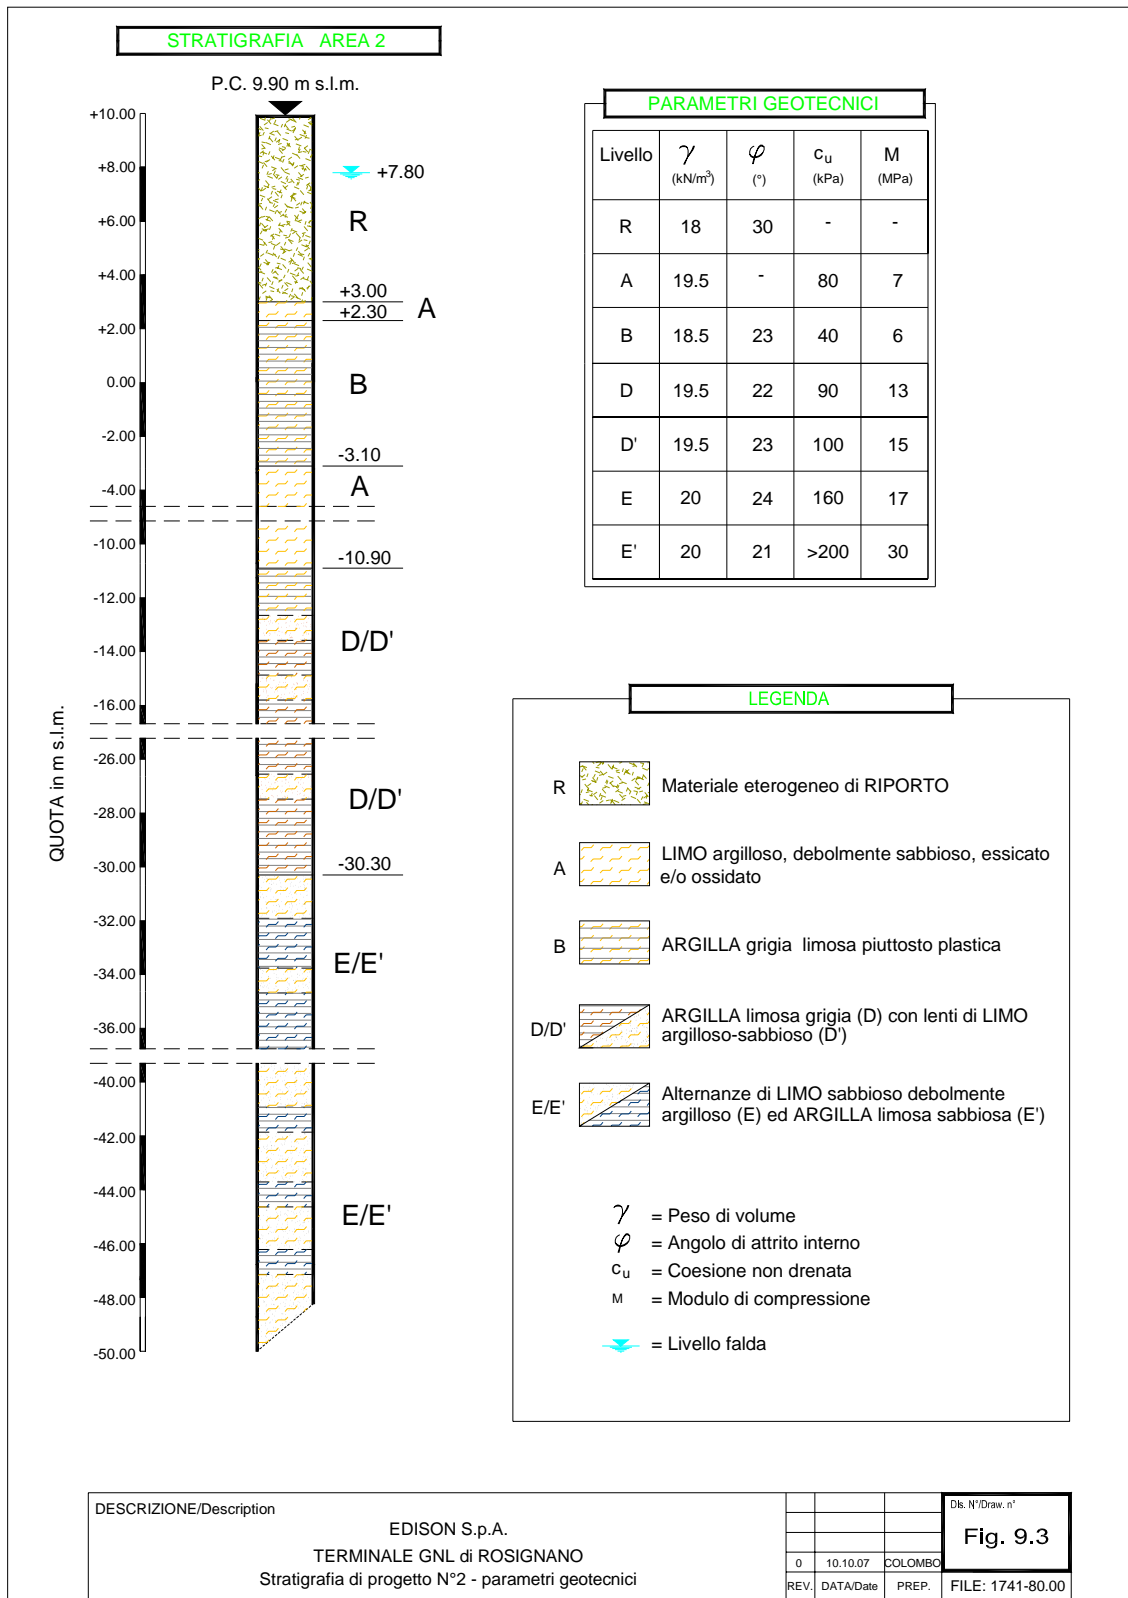 STRATIGRAFIA AREA 2
P.C. 9.90 m s.l.m.
QUOTA in m s.l.m.
+10.00
+8.00
+6.00
+4.00
+2.00
0.00
-2.00
-4.00
-10.00
-12.00
-14.00
-16.00
-26.00
-28.00
-30.00
-32.00
-34.00
-36.00
-40.00
-42.00
-44.00
-46.00
-48.00
-50.00
+7.80
R
+3.00
A
+2.30
B
-3.10
A
-10.90
D/D'
D/D'
-30.30
E/E'
E/E'
PARAMETRI GEOTECNICI
Livello γ φ cu M
(kN/m³) (°) (kPa) (MPa)
R 18 30 - -
A 19.5 - 80 7
B 18.5 23 40 6
D 19.5 22 90 13
D' 19.5 23 100 15
E 20 24 160 17
E' 20 21 >200 30
LEGENDA
R Materiale eterogeneo di RIPORTO
A LIMO argilloso, debolmente sabbioso, essicato
e/o ossidato
B ARGILLA grigia limosa piuttosto plastica
D/D' ARGILLA limosa grigia (D) con lenti di LIMO
argilloso-sabbioso (D')
E/E' Alternanze di LIMO sabbioso debolmente
argilloso (E) ed ARGILLA limosa sabbiosa (E')
γ = Peso di volume
φ = Angolo di attrito interno
cu = Coesione non drenata
M = Modulo di compressione
= Livello falda
DESCRIZIONE/Description
EDISON S.p.A.
TERMINALE GNL di ROSIGNANO
Stratigrafia di progetto N°2 - parametri geotecnici
0 10.10.07 COLOMBO
REV. DATA/Date PREP.
Dis. N°/Draw. n°
Fig. 9.3
FILE: 1741-80.00